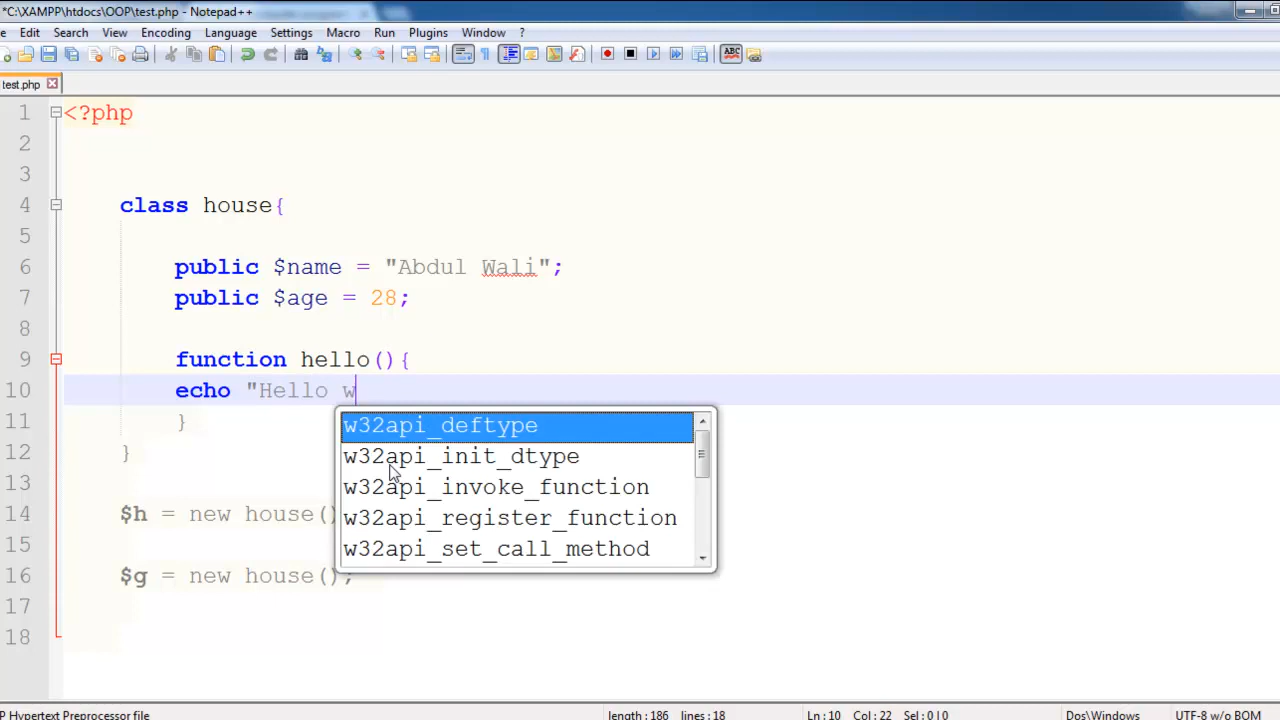 *C:\XAMPP\htdocs\OOP\test.php - Notepad++
Edit Search View Encoding Language Settings Macro Run Plugins Window ?
test.php
1 <?php
2
3
4 class house{
5
6 public $name = "Abdul Wali";
7 public $age = 28;
8
9 function hello(){
10 echo "Hello w
11 }
12 }
13
14 $h = new house()
15
16 $g = new house();
17
18
w32api_deftype
w32api_init_dtype
w32api_invoke_function
w32api_register_function
w32api_set_call_method
P Hypertext Preprocessor file length : 186 lines : 18 Ln : 10 Col : 22 Sel : 0 | 0 Dos\Windows UTF-8 w/o BOM